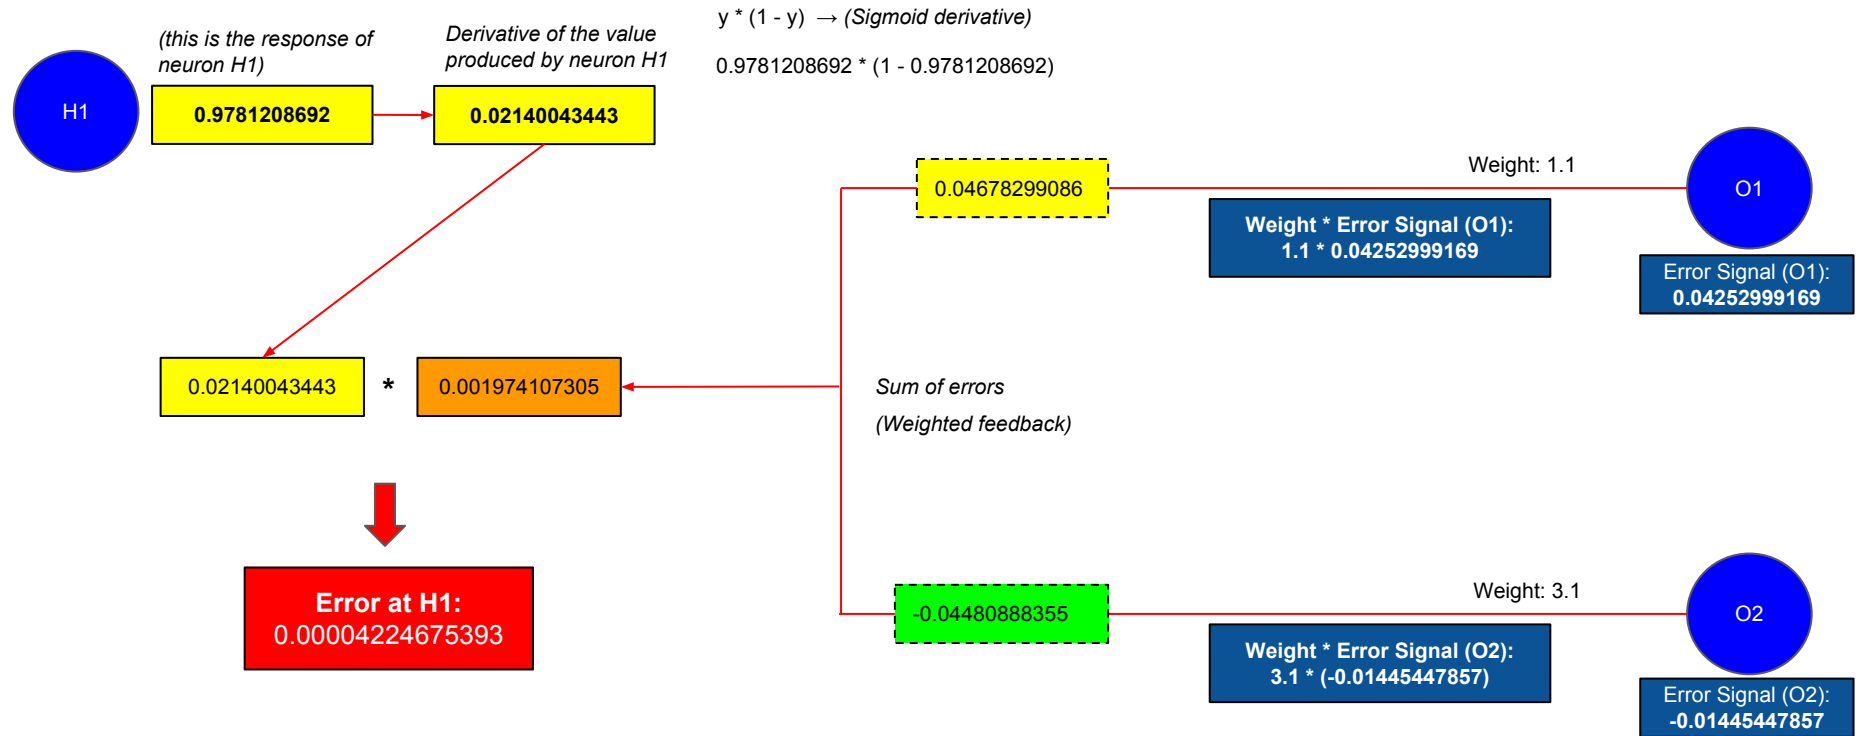 y * (1 - y) → (Sigmoid derivative)
(this is the response of
neuron H1)
Derivative of the value
produced by neuron H1
0.9781208692 * (1 - 0.9781208692)
H1
0.9781208692
0.02140043443
0.04678299086
Weight: 1.1
O1
Weight * Error Signal (O1):
1.1 * 0.04252999169
Error Signal (O1):
0.04252999169
0.02140043443
*
0.001974107305
Sum of errors
(Weighted feedback)
Error at H1:
0.00004224675393
-0.04480888355
Weight: 3.1
O2
Weight * Error Signal (O2):
3.1 * (-0.01445447857)
Error Signal (O2):
-0.01445447857